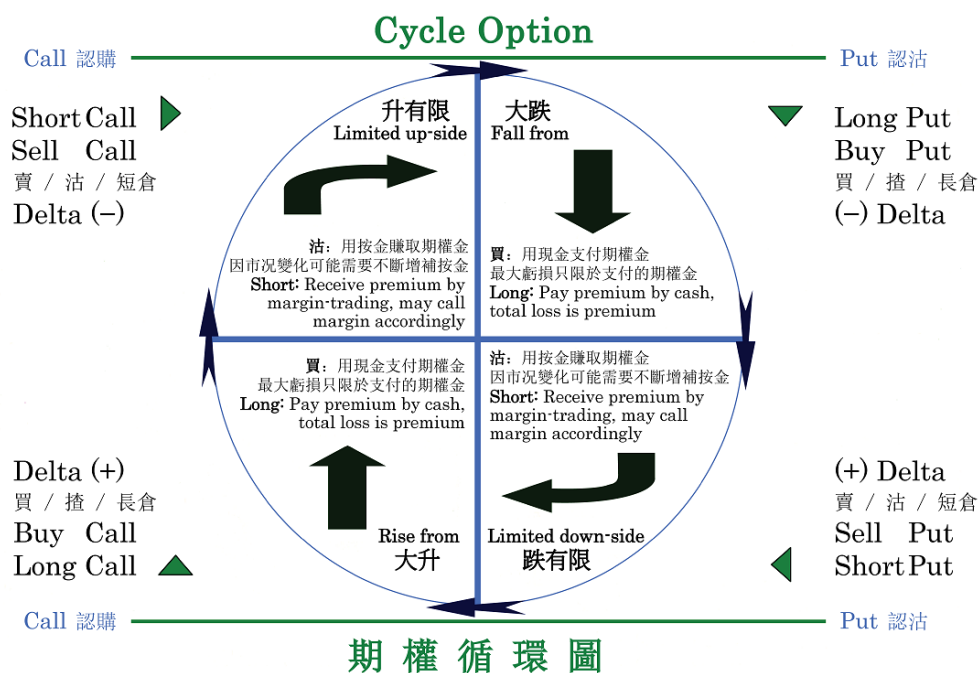 Cycle Option
Call 認購
Put 認沽
Short Call
Sell Call
賣 / 沽 / 短倉
Delta (–)
升有限
Limited up-side
大跌
Fall from
Long Put
Buy Put
買 / 揸 / 長倉
(–) Delta
沽：用按金賺取期權金
因市况變化可能需要不斷增補按金
Short: Receive premium by
margin-trading, may call
margin accordingly
買：用現金支付期權金
最大虧損只限於支付的期權金
Long: Pay premium by cash,
total loss is premium
買：用現金支付期權金
最大虧損只限於支付的期權金
Long: Pay premium by cash,
total loss is premium
沽：用按金賺取期權金
因市况變化可能需要不斷增補按金
Short: Receive premium by
margin-trading, may call
margin accordingly
Delta (+)
買 / 揸 / 長倉
Buy Call
Long Call
Rise from
大升
Limited down-side
跌有限
(+) Delta
賣 / 沽 / 短倉
Sell Put
Short Put
Call 認購
Put 認沽
期權循環圖